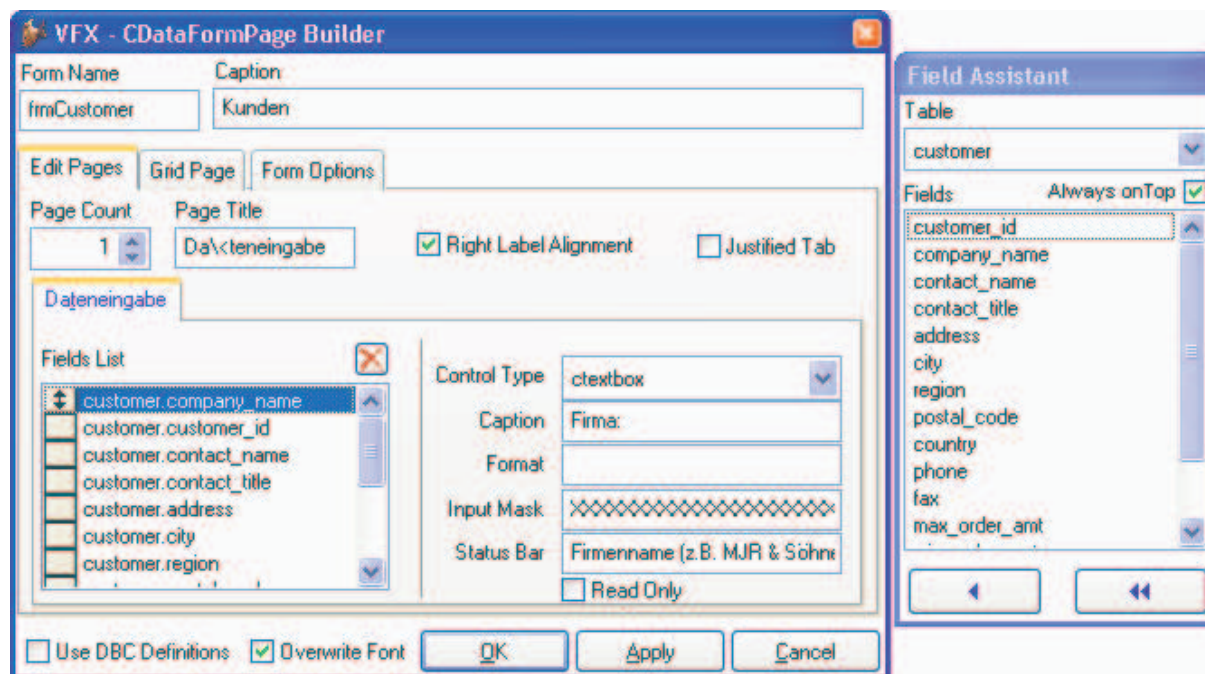 VFX - CDataFormPage Builder
Form Name
Caption
frmCustomer
Kunden
Edit Pages
Grid Page
Form Options
Page Count
Page Title
1
Da\<teneingabe
Right Label Alignment
Justified Tab
Dateneingabe
Fields List
customer.company_name
customer.customer_id
customer.contact_name
customer.contact_title
customer.address
customer.city
customer.region
Control Type
ctextbox
Caption
Firma:
Format
Input Mask
XXXXXXXXXXXXXXXXXXXXX
Status Bar
Firmenname (z.B. MJR & Söhne
Read Only
Use DBC Definitions
Overwrite Font
OK
Apply
Cancel
Field Assistant
Table
customer
Fields
Always onTop
customer_id
company_name
contact_name
contact_title
address
city
region
postal_code
country
phone
fax
max_order_amt